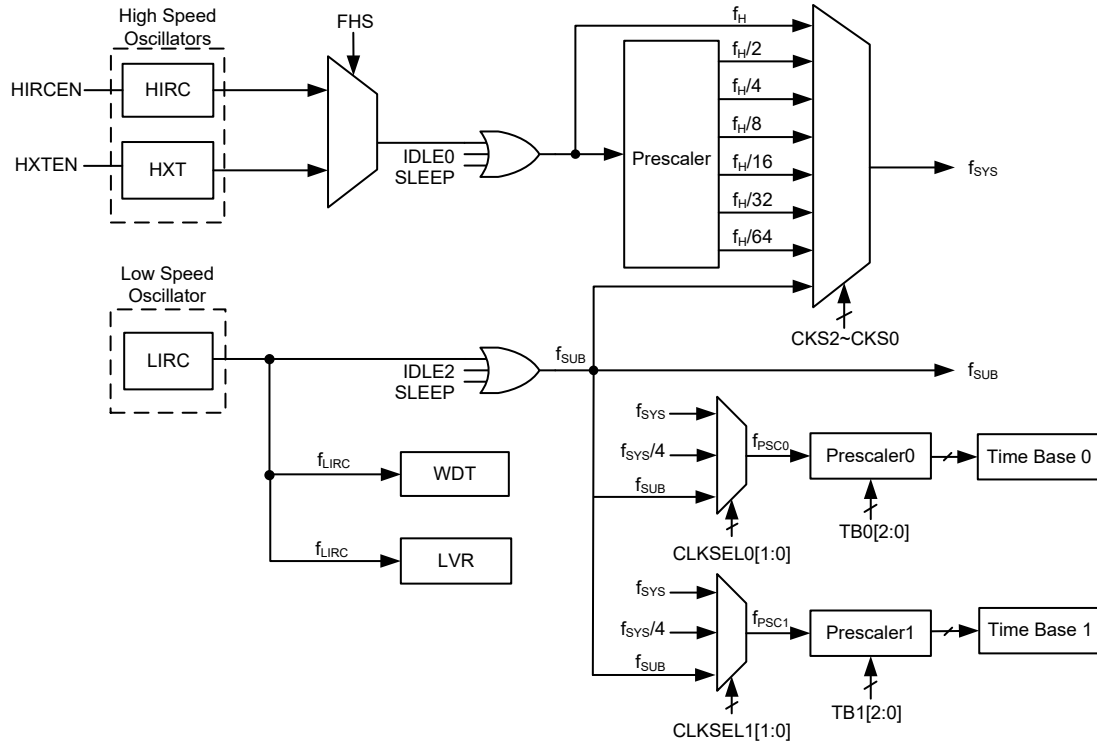 High Speed
Oscillators
FHS
HIRCEN
HIRC
HXTEN
HXT
IDLE0
SLEEP
Prescaler
fH
fH/2
fH/4
fH/8
fH/16
fH/32
fH/64
fSYS
CKS2~CKS0
Low Speed
Oscillator
LIRC
IDLE2
SLEEP
fSUB
fSUB
fLIRC
WDT
fLIRC
LVR
fSYS
fSYS/4
fSUB
fPSC0
Prescaler0
Time Base 0
CLKSEL0[1:0]
TB0[2:0]
fSYS
fSYS/4
fSUB
fPSC1
Prescaler1
Time Base 1
CLKSEL1[1:0]
TB1[2:0]